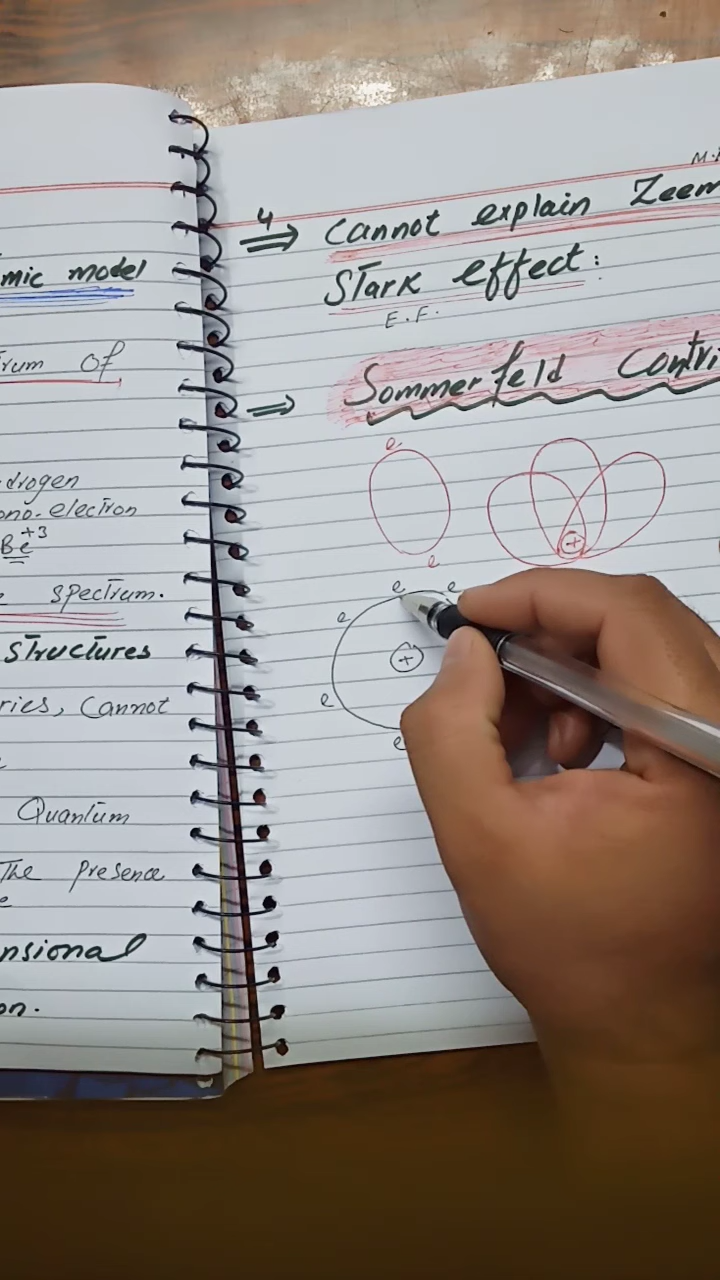 mic model
trum of
drogen
ono-electron
Be+3
e spectrum.
Structures
ries, Cannot
Quantum
The presence
nsional
on.
4
⇒ Cannot explain Zeem
Stark effect:
E.F.
⇒ Sommerfeld Contri
e
e
+
e
e
e
e
e
+